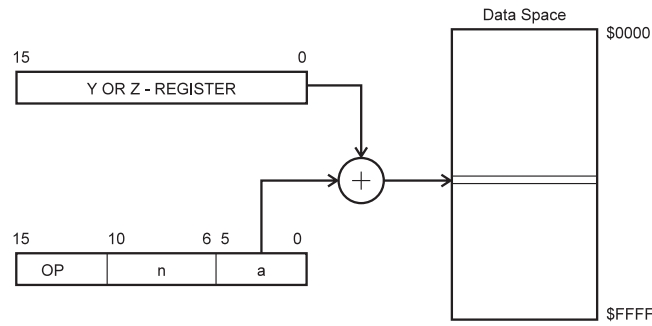 Data Space
$0000
15 0
Y OR Z - REGISTER
+
15 10 6 5 0
OP n a
$FFFF